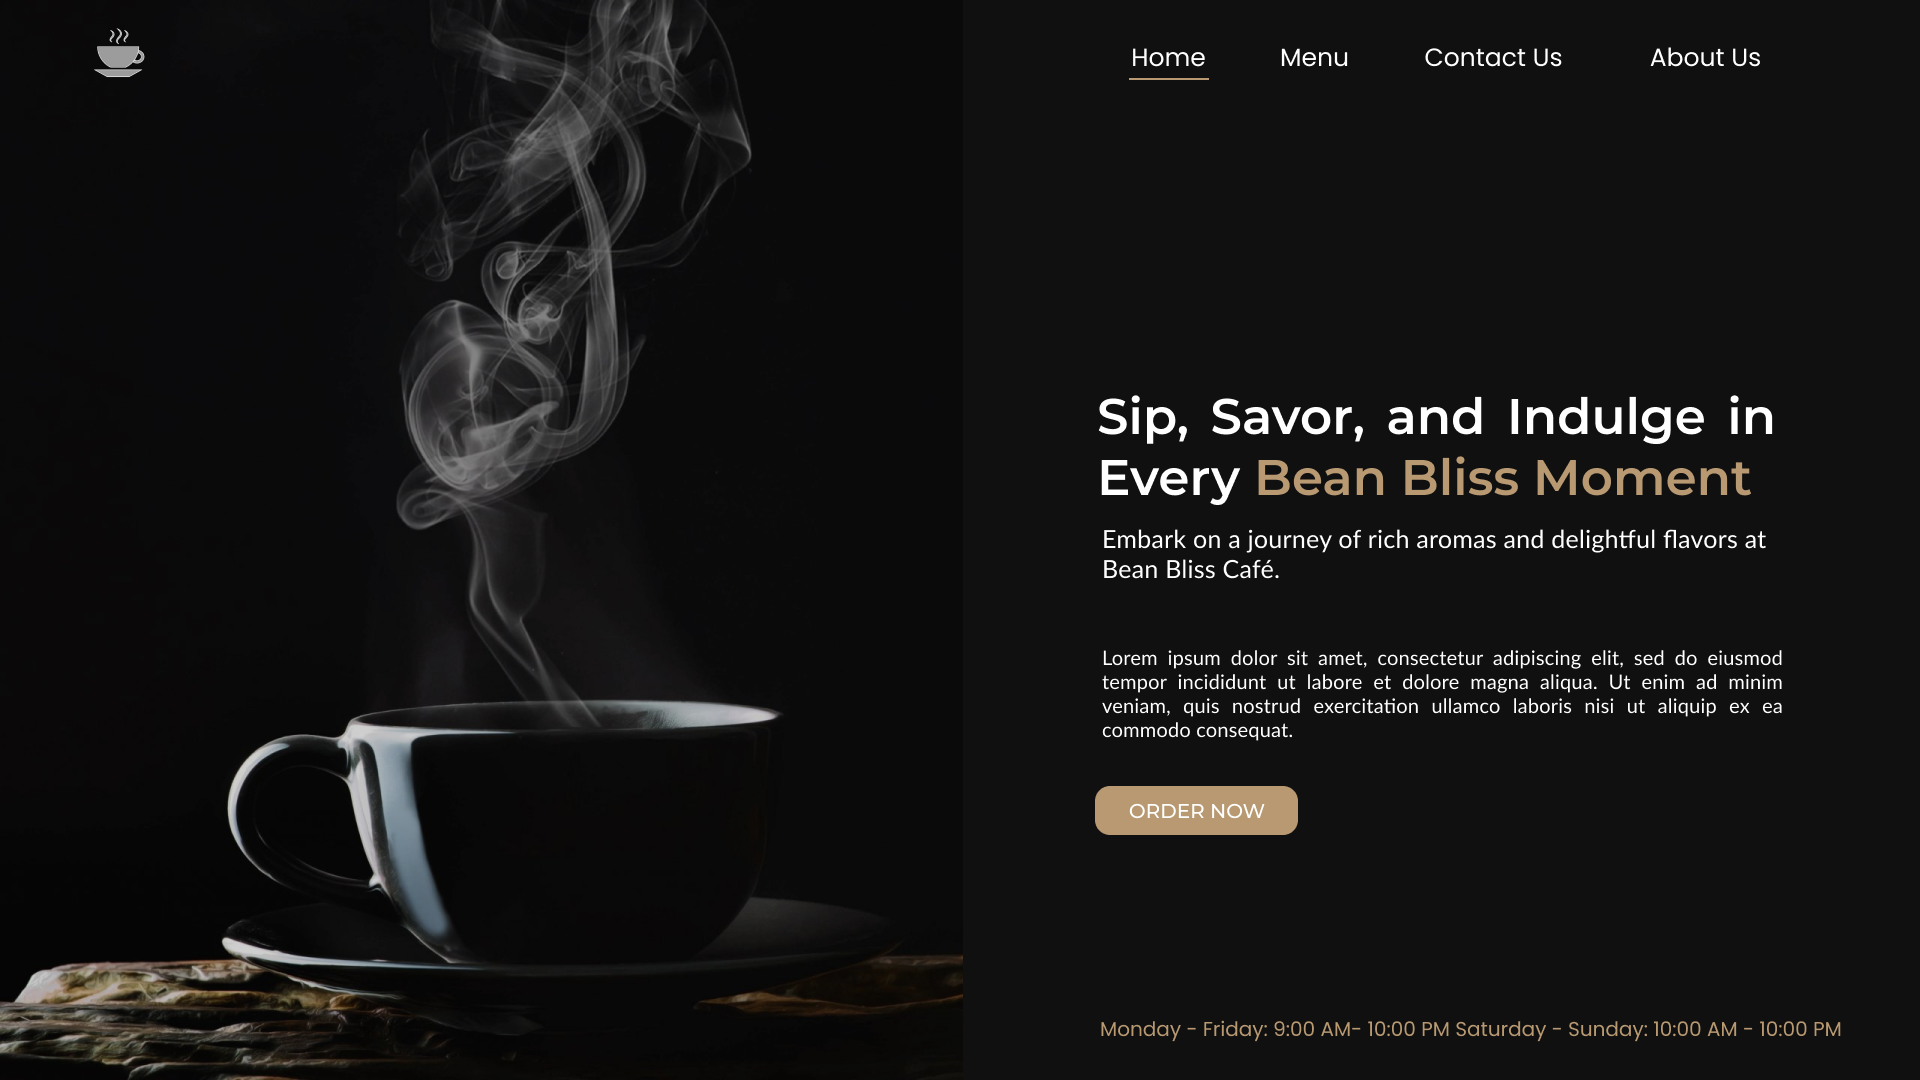 Home Menu Contact Us About Us
Sip, Savor, and Indulge in
Every Bean Bliss Moment
Embark on a journey of rich aromas and delightful flavors at
Bean Bliss Café.
Lorem ipsum dolor sit amet, consectetur adipiscing elit, sed do eiusmod
tempor incididunt ut labore et dolore magna aliqua. Ut enim ad minim
veniam, quis nostrud exercitation ullamco laboris nisi ut aliquip ex ea
commodo consequat.
ORDER NOW
Monday - Friday: 9:00 AM- 10:00 PM Saturday - Sunday: 10:00 AM - 10:00 PM